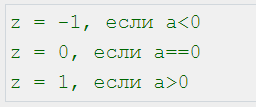 z = -1, если a<0
z = 0, если a==0
z = 1, если a>0